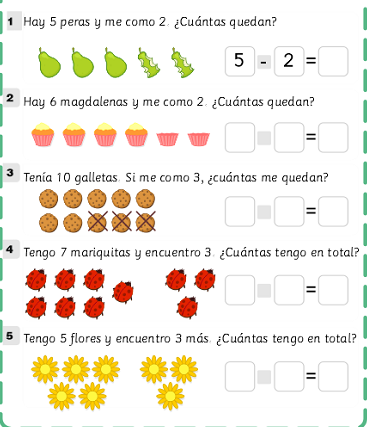 1 Hay 5 peras y me como 2. ¿Cuántas quedan?
5 - 2 =
2 Hay 6 magdalenas y me como 2. ¿Cuántas quedan?
=
3 Tenía 10 galletas. Si me como 3, ¿cuántas me quedan?
=
4 Tengo 7 mariquitas y encuentro 3. ¿Cuántas tengo en total?
=
5 Tengo 5 flores y encuentro 3 más. ¿Cuántas tengo en total?
=